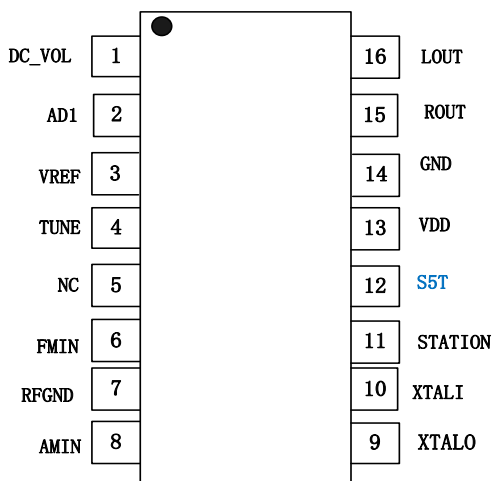 DC_VOL 1 16 LOUT
AD1 2 15 ROUT
VREF 3 14 GND
TUNE 4 13 VDD
NC 5 12 S5T
FMIN 6 11 STATION
RFGND 7 10 XTALI
AMIN 8 9 XTALO